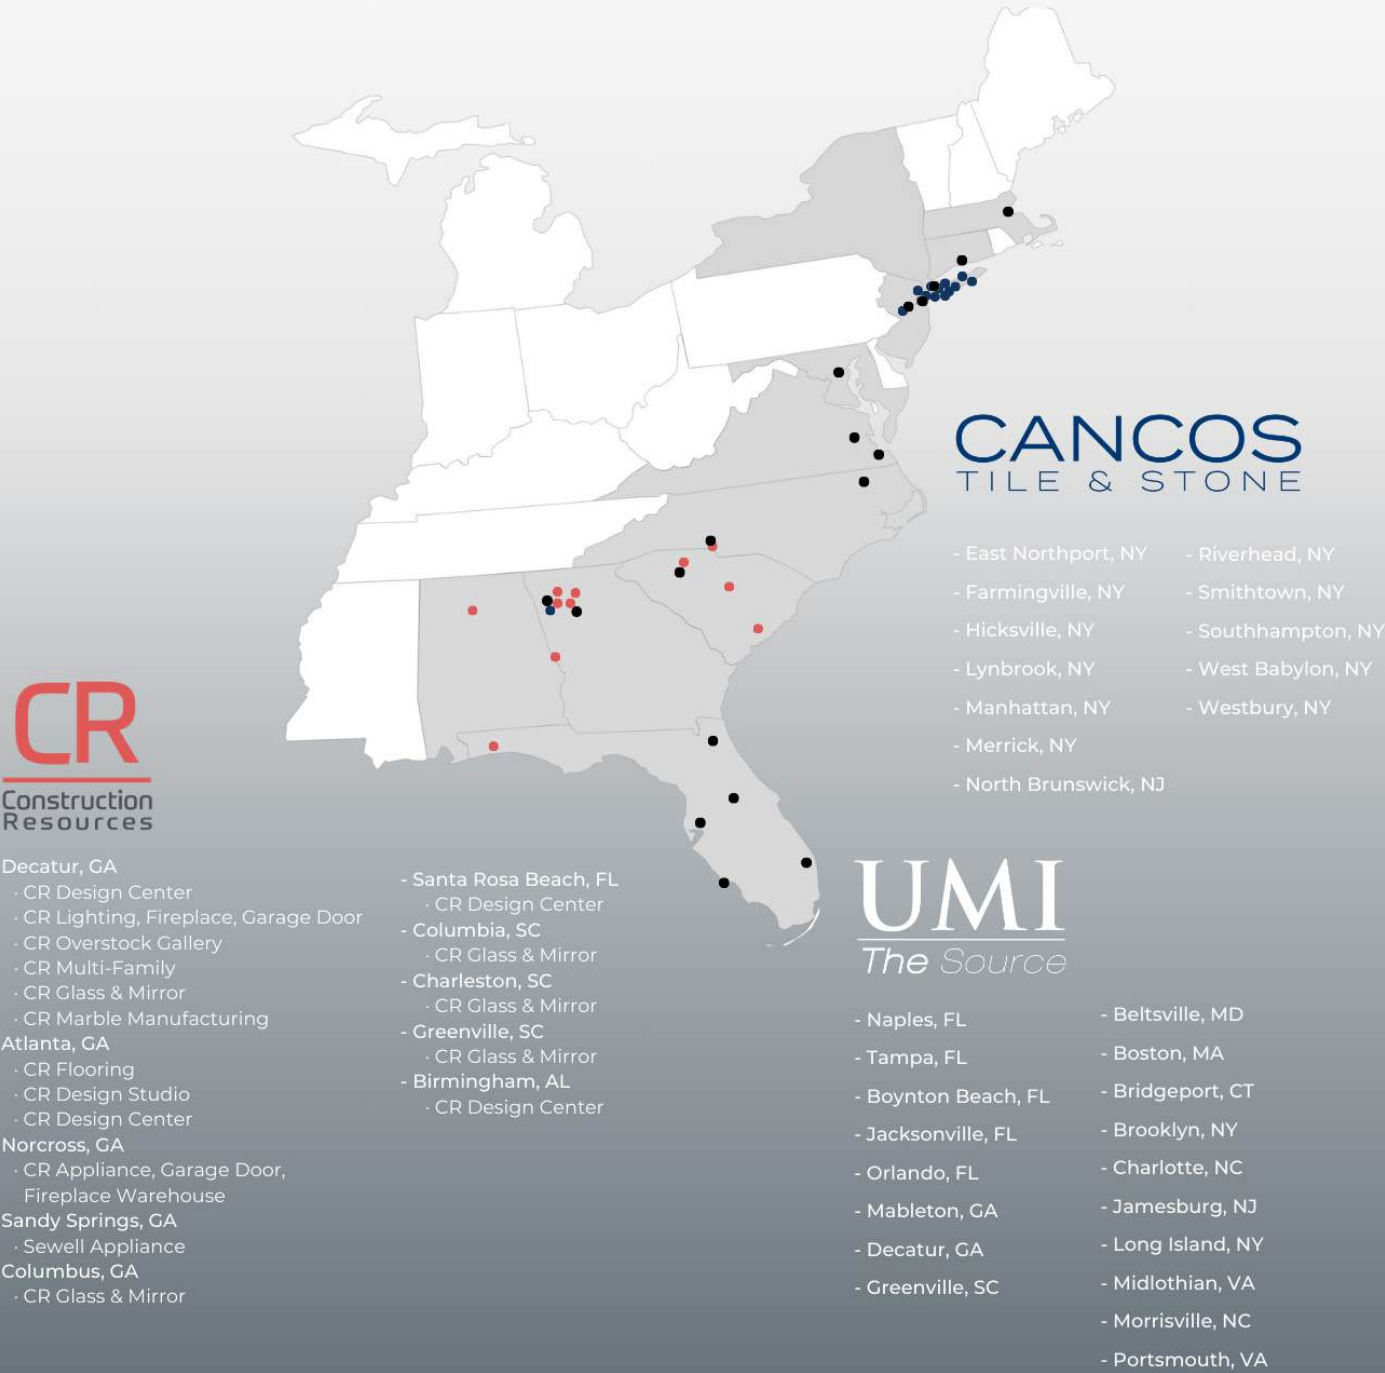 CANCOS
TILE & STONE
- East Northport, NY
- Farmingville, NY
- Hicksville, NY
- Lynbrook, NY
- Manhattan, NY
- Merrick, NY
- North Brunswick, NJ
- Riverhead, NY
- Smithtown, NY
- Southhampton, NY
- West Babylon, NY
- Westbury, NY
CR
Construction
Resources
Decatur, GA
· CR Design Center
· CR Lighting, Fireplace, Garage Door
· CR Overstock Gallery
· CR Multi-Family
· CR Glass & Mirror
· CR Marble Manufacturing
Atlanta, GA
· CR Flooring
· CR Design Studio
· CR Design Center
Norcross, GA
· CR Appliance, Garage Door,
Fireplace Warehouse
Sandy Springs, GA
· Sewell Appliance
Columbus, GA
· CR Glass & Mirror
- Santa Rosa Beach, FL
· CR Design Center
- Columbia, SC
· CR Glass & Mirror
- Charleston, SC
· CR Glass & Mirror
- Greenville, SC
· CR Glass & Mirror
- Birmingham, AL
· CR Design Center
UMI
The Source
- Naples, FL
- Tampa, FL
- Boynton Beach, FL
- Jacksonville, FL
- Orlando, FL
- Mableton, GA
- Decatur, GA
- Greenville, SC
- Beltsville, MD
- Boston, MA
- Bridgeport, CT
- Brooklyn, NY
- Charlotte, NC
- Jamesburg, NJ
- Long Island, NY
- Midlothian, VA
- Morrisville, NC
- Portsmouth, VA